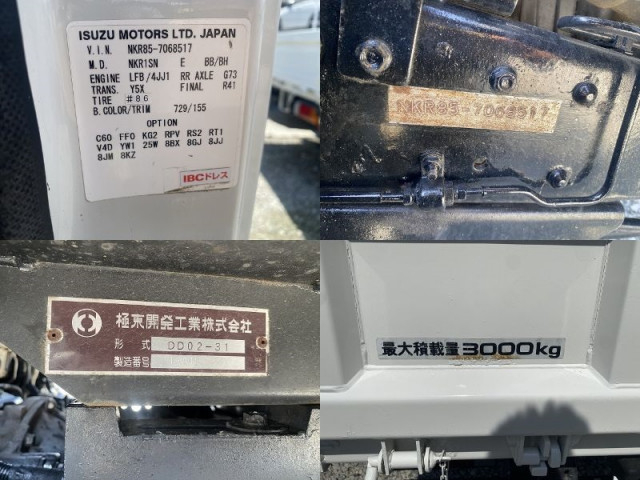 ISUZU MOTORS LTD. JAPAN
V.I.N. NKR85-7068517
M.D. NKR1SN E BB/BH
ENGINE LFB/4JJ1 RR AXLE G73
TRANS. Y5X FINAL R41
TIRE #86
B.COLOR/TRIM 729/155
OPTION
C60 FFO KG2 RPV RS2 RT1
V4D YW1 25W 8BX 8GJ 8JJ
8JM 8KZ
IBCドレス
NKR85-7068517
極東開発工業株式会社
形式 DD02-31
製造番号
最大積載量3000kg